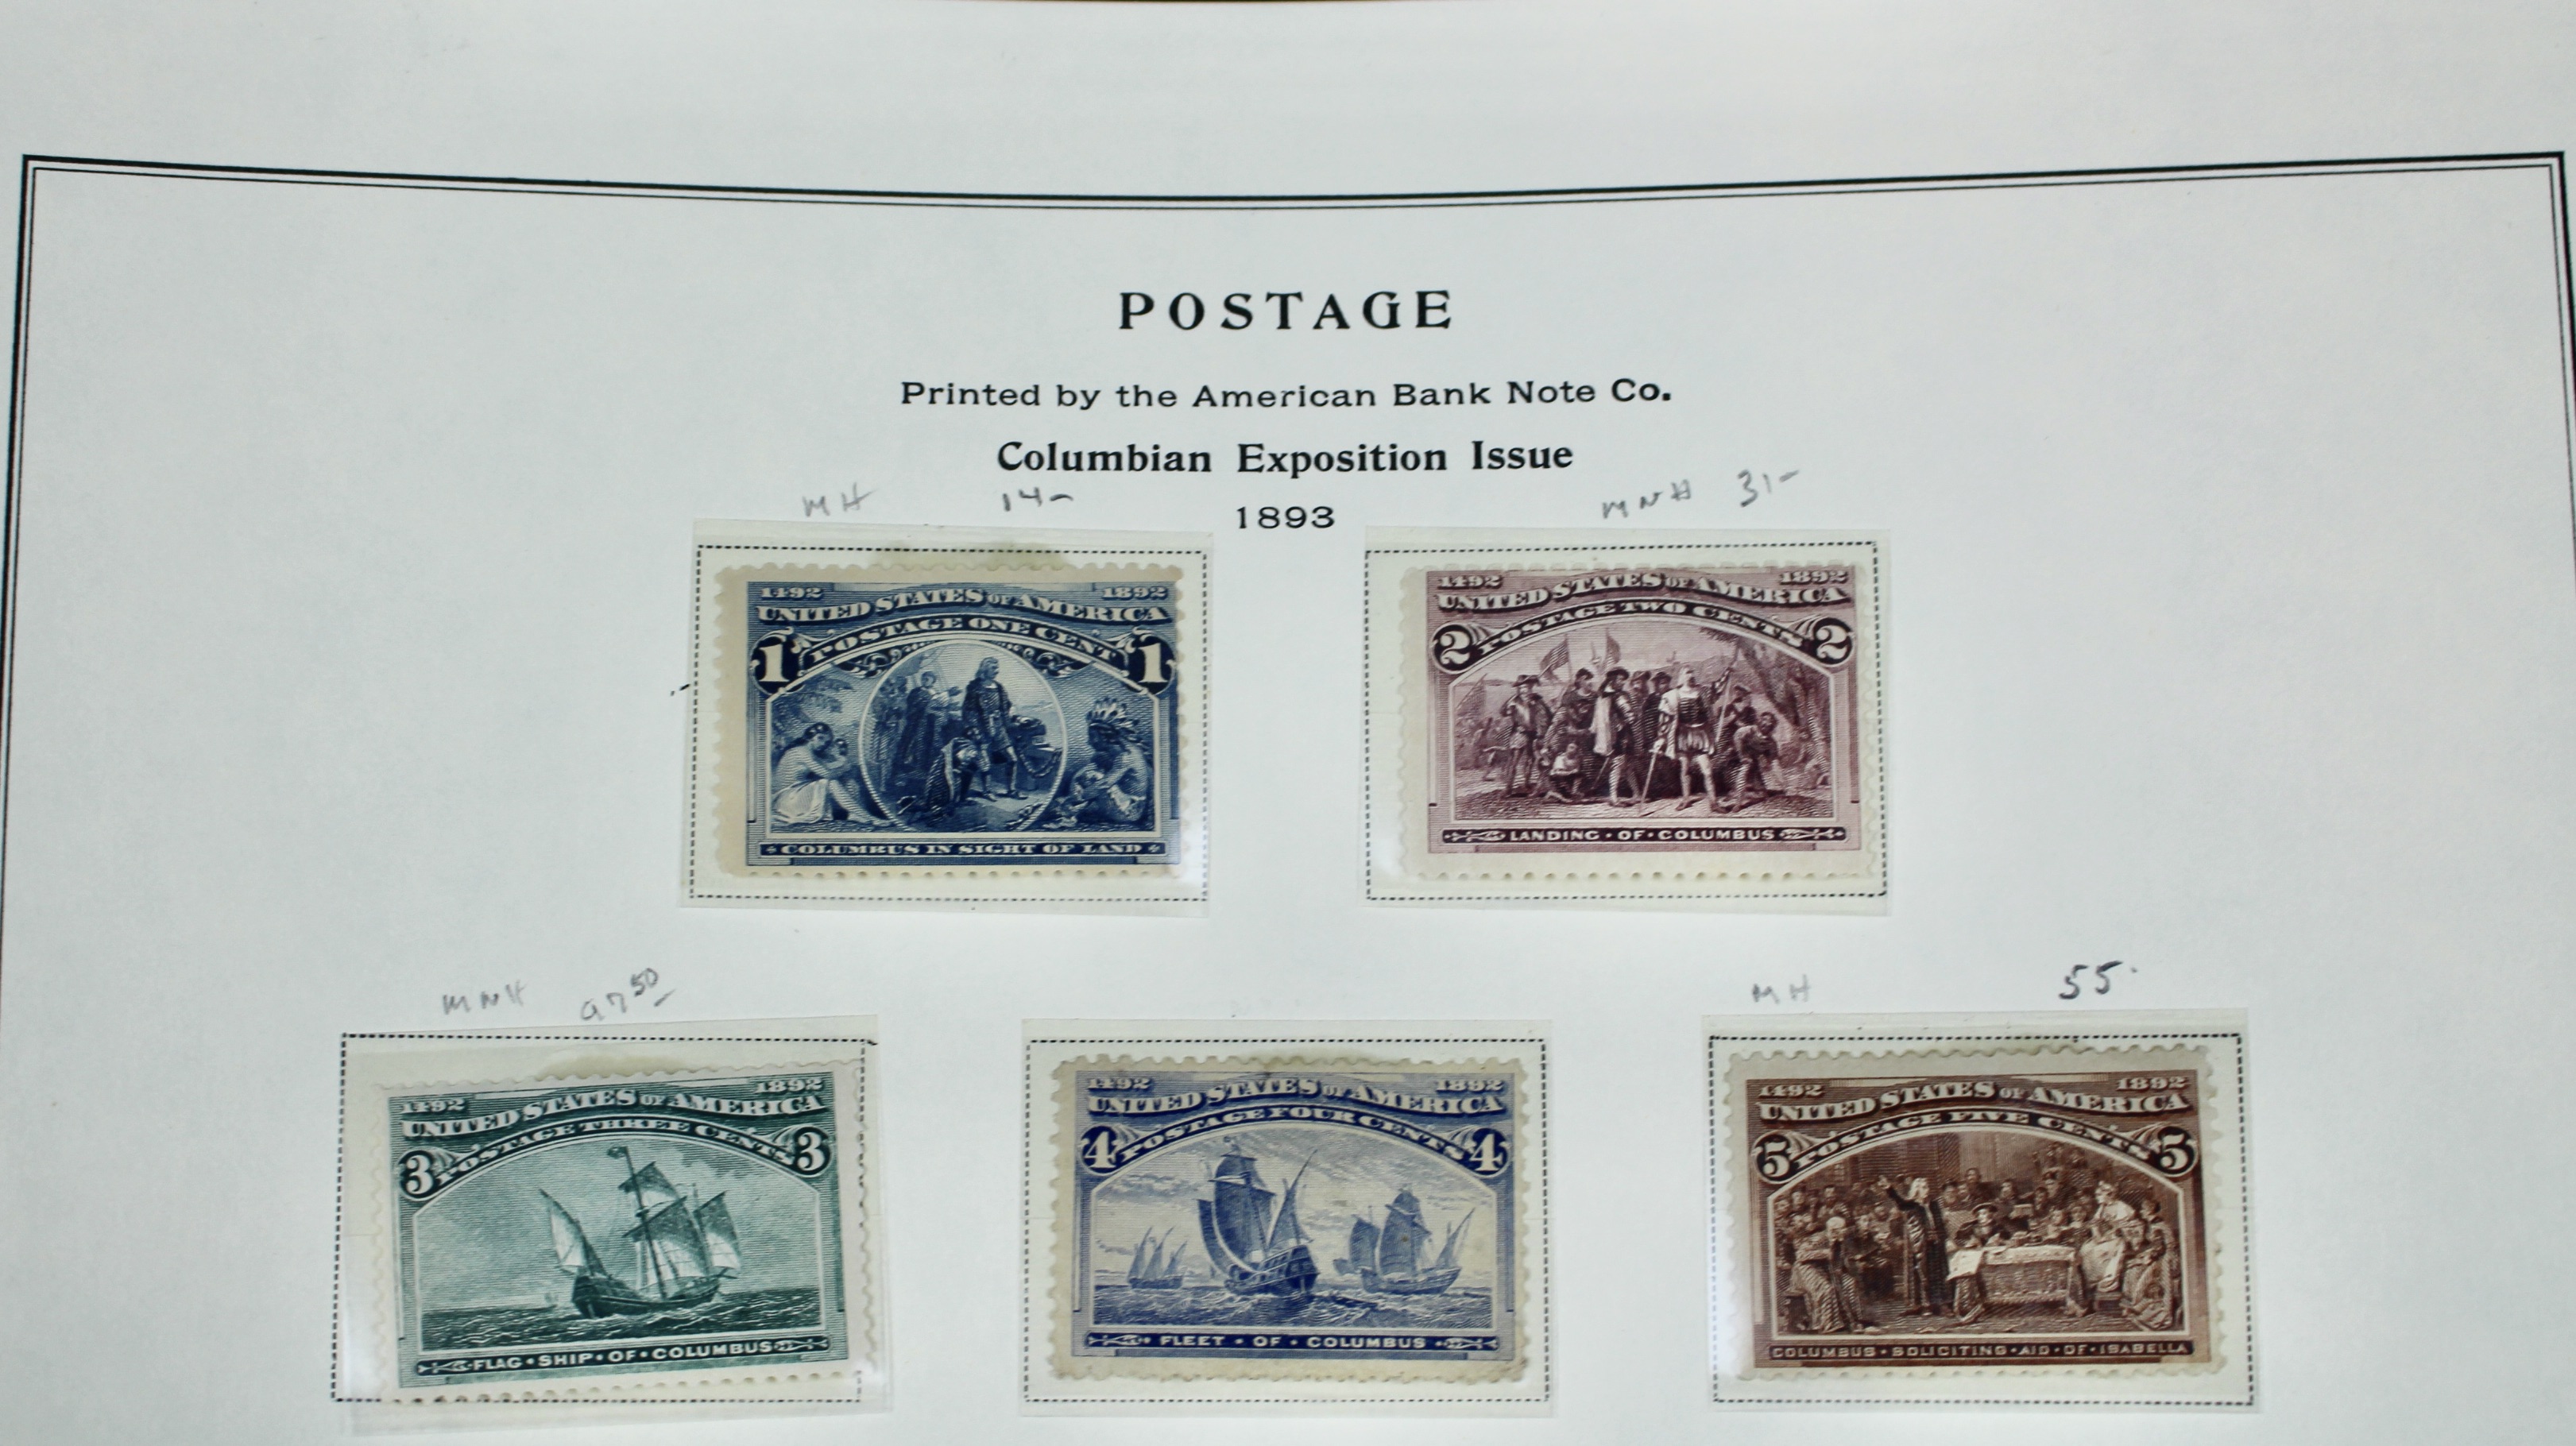 POSTAGE
Printed by the American Bank Note Co.
Columbian Exposition Issue
MH 14-
1893
MNH 31-
1492 1892
UNITED STATES OF AMERICA
POSTAGE ONE CENT
1 1
COLUMBUS IN SIGHT OF LAND
1492 1892
UNITED STATES OF AMERICA
POSTAGE TWO CENTS
2 2
LANDING · OF · COLUMBUS
MNH 97 50
1492 1892
UNITED STATES OF AMERICA
POSTAGE THREE CENTS
3 3
FLAG · SHIP · OF · COLUMBUS
1492 1892
UNITED STATES OF AMERICA
POSTAGE FOUR CENTS
4 4
FLEET · OF · COLUMBUS
MH 55.
1492 1892
UNITED STATES OF AMERICA
POSTAGE FIVE CENTS
5 5
COLUMBUS · SOLICITING · AID · OF · ISABELLA